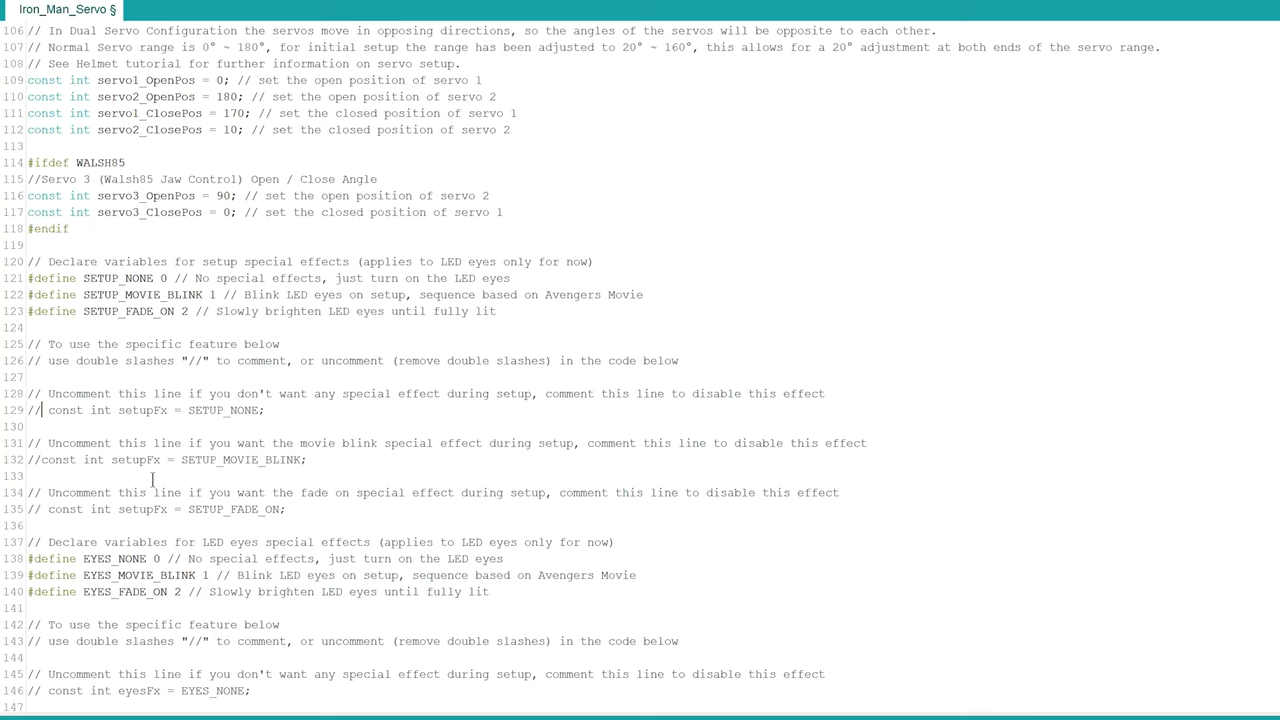 Iron_Man_Servo §
106 // In Dual Servo Configuration the servos move in opposing directions, so the angles of the servos will be opposite to each other.
107 // Normal Servo range is 0° ~ 180°, for initial setup the range has been adjusted to 20° ~ 160°, this allows for a 20° adjustment at both ends of the servo range.
108 // See Helmet tutorial for further information on servo setup.
109 const int servo1_OpenPos = 0; // set the open position of servo 1
110 const int servo2_OpenPos = 180; // set the open position of servo 2
111 const int servo1_ClosePos = 170; // set the closed position of servo 1
112 const int servo2_ClosePos = 10; // set the closed position of servo 2
113
114 #ifdef WALSH85
115 //Servo 3 (Walsh85 Jaw Control) Open / Close Angle
116 const int servo3_OpenPos = 90; // set the open position of servo 2
117 const int servo3_ClosePos = 0; // set the closed position of servo 1
118 #endif
119
120 // Declare variables for setup special effects (applies to LED eyes only for now)
121 #define SETUP_NONE 0 // No special effects, just turn on the LED eyes
122 #define SETUP_MOVIE_BLINK 1 // Blink LED eyes on setup, sequence based on Avengers Movie
123 #define SETUP_FADE_ON 2 // Slowly brighten LED eyes until fully lit
124
125 // To use the specific feature below
126 // use double slashes "//" to comment, or uncomment (remove double slashes) in the code below
127
128 // Uncomment this line if you don't want any special effect during setup, comment this line to disable this effect
129 // const int setupFx = SETUP_NONE;
130
131 // Uncomment this line if you want the movie blink special effect during setup, comment this line to disable this effect
132 //const int setupFx = SETUP_MOVIE_BLINK;
133
134 // Uncomment this line if you want the fade on special effect during setup, comment this line to disable this effect
135 // const int setupFx = SETUP_FADE_ON;
136
137 // Declare variables for LED eyes special effects (applies to LED eyes only for now)
138 #define EYES_NONE 0 // No special effects, just turn on the LED eyes
139 #define EYES_MOVIE_BLINK 1 // Blink LED eyes on setup, sequence based on Avengers Movie
140 #define EYES_FADE_ON 2 // Slowly brighten LED eyes until fully lit
141
142 // To use the specific feature below
143 // use double slashes "//" to comment, or uncomment (remove double slashes) in the code below
144
145 // Uncomment this line if you don't want any special effect during setup, comment this line to disable this effect
146 // const int eyesFx = EYES_NONE;
147